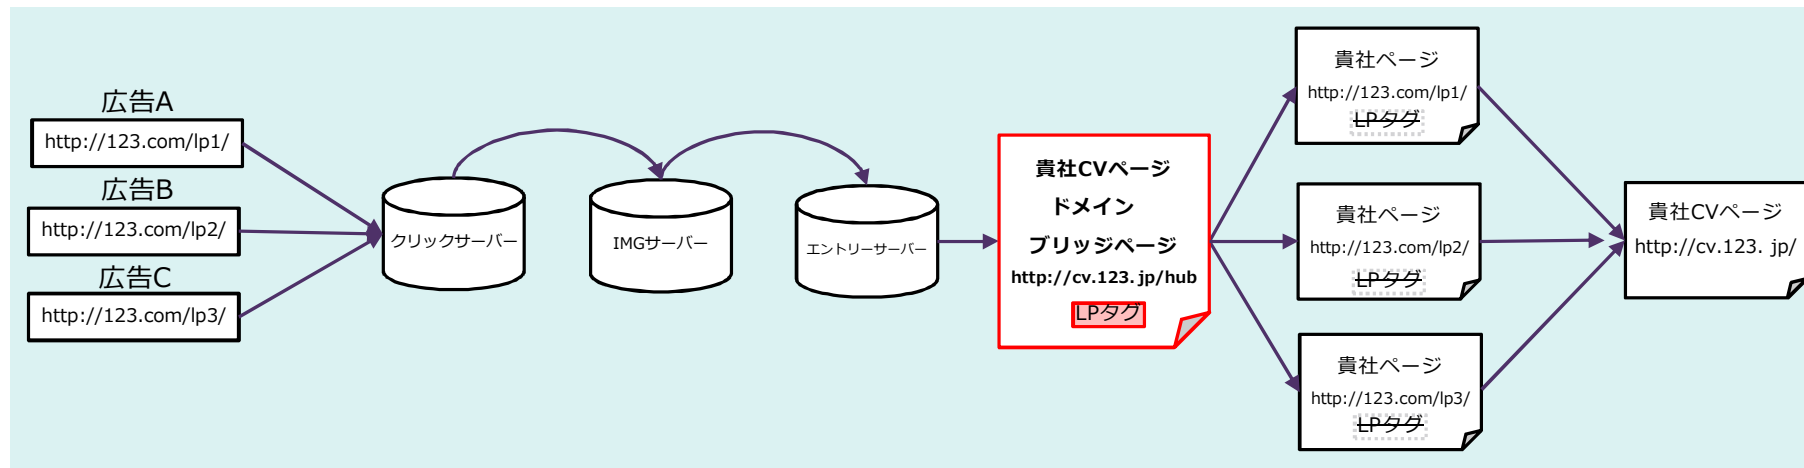 広告A
http://123.com/lp1/
広告B
http://123.com/lp2/
広告C
http://123.com/lp3/
クリックサーバー
IMGサーバー
エントリーサーバー
貴社CVページ
ドメイン
ブリッジページ
http://cv.123.jp/hub
LPタグ
貴社ページ
http://123.com/lp1/
LPタグ
貴社ページ
http://123.com/lp2/
LPタグ
貴社ページ
http://123.com/lp3/
LPタグ
貴社CVページ
http://cv.123. jp/